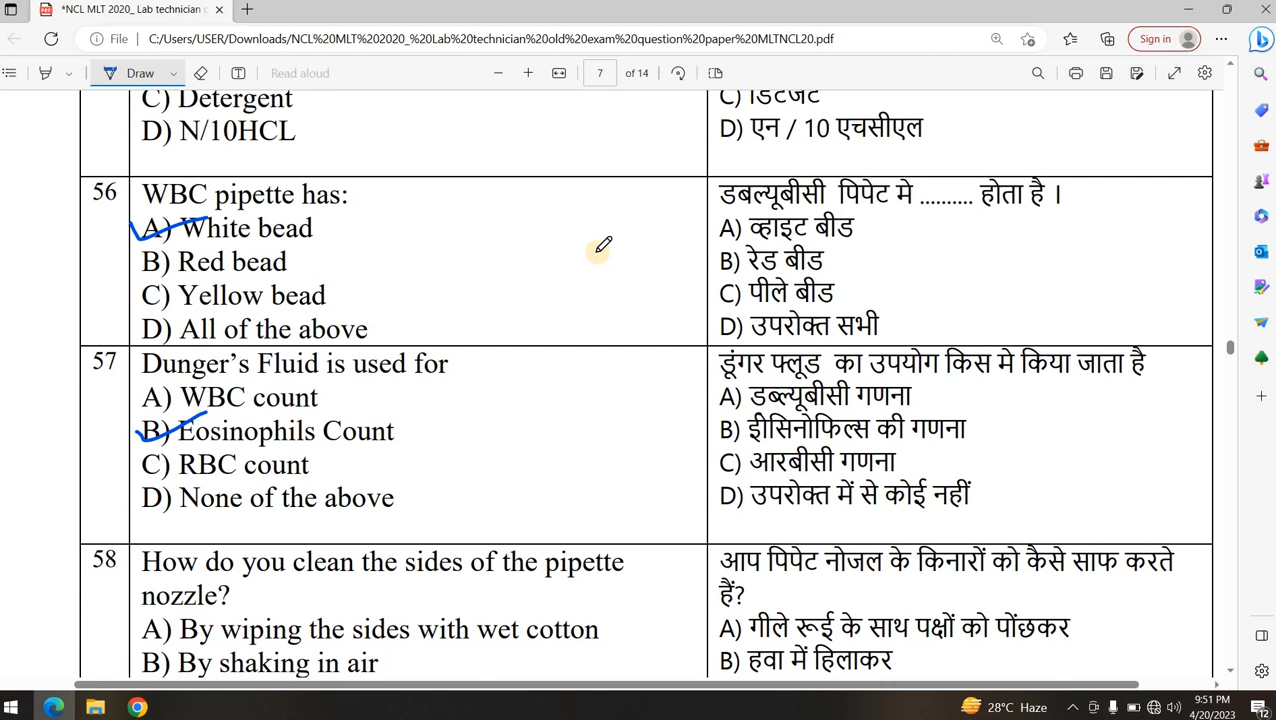 *NCL MLT 2020_ Lab technician o
Sign in
File
C:/Users/USER/Downloads/NCL%20MLT%202020_%20Lab%20technician%20old%20exam%20question%20paper%20MLTNCL20.pdf
Draw
Read aloud
7
of 14
C) Detergent
D) N/10HCL
C) डिटर्जेंट
D) एन / 10 एचसीएल
56
WBC pipette has:
A) White bead
B) Red bead
C) Yellow bead
D) All of the above
डबल्यूबीसी पिपेट मे .......... होता है ।
A) व्हाइट बीड
B) रेड बीड
C) पीले बीड
D) उपरोक्त सभी
57
Dunger’s Fluid is used for
A) WBC count
B) Eosinophils Count
C) RBC count
D) None of the above
डूंगर फ्लूड का उपयोग किस मे किया जाता है
A) डब्ल्यूबीसी गणना
B) ईोसिनोफिल्स की गणना
C) आरबीसी गणना
D) उपरोक्त में से कोई नहीं
58
How do you clean the sides of the pipette
nozzle?
A) By wiping the sides with wet cotton
B) By shaking in air
आप पिपेट नोजल के किनारों को कैसे साफ करते
हैं?
A) गीले रूई के साथ पक्षों को पोंछकर
B) हवा में हिलाकर
28°C Haze
9:51 PM
4/20/2023
12